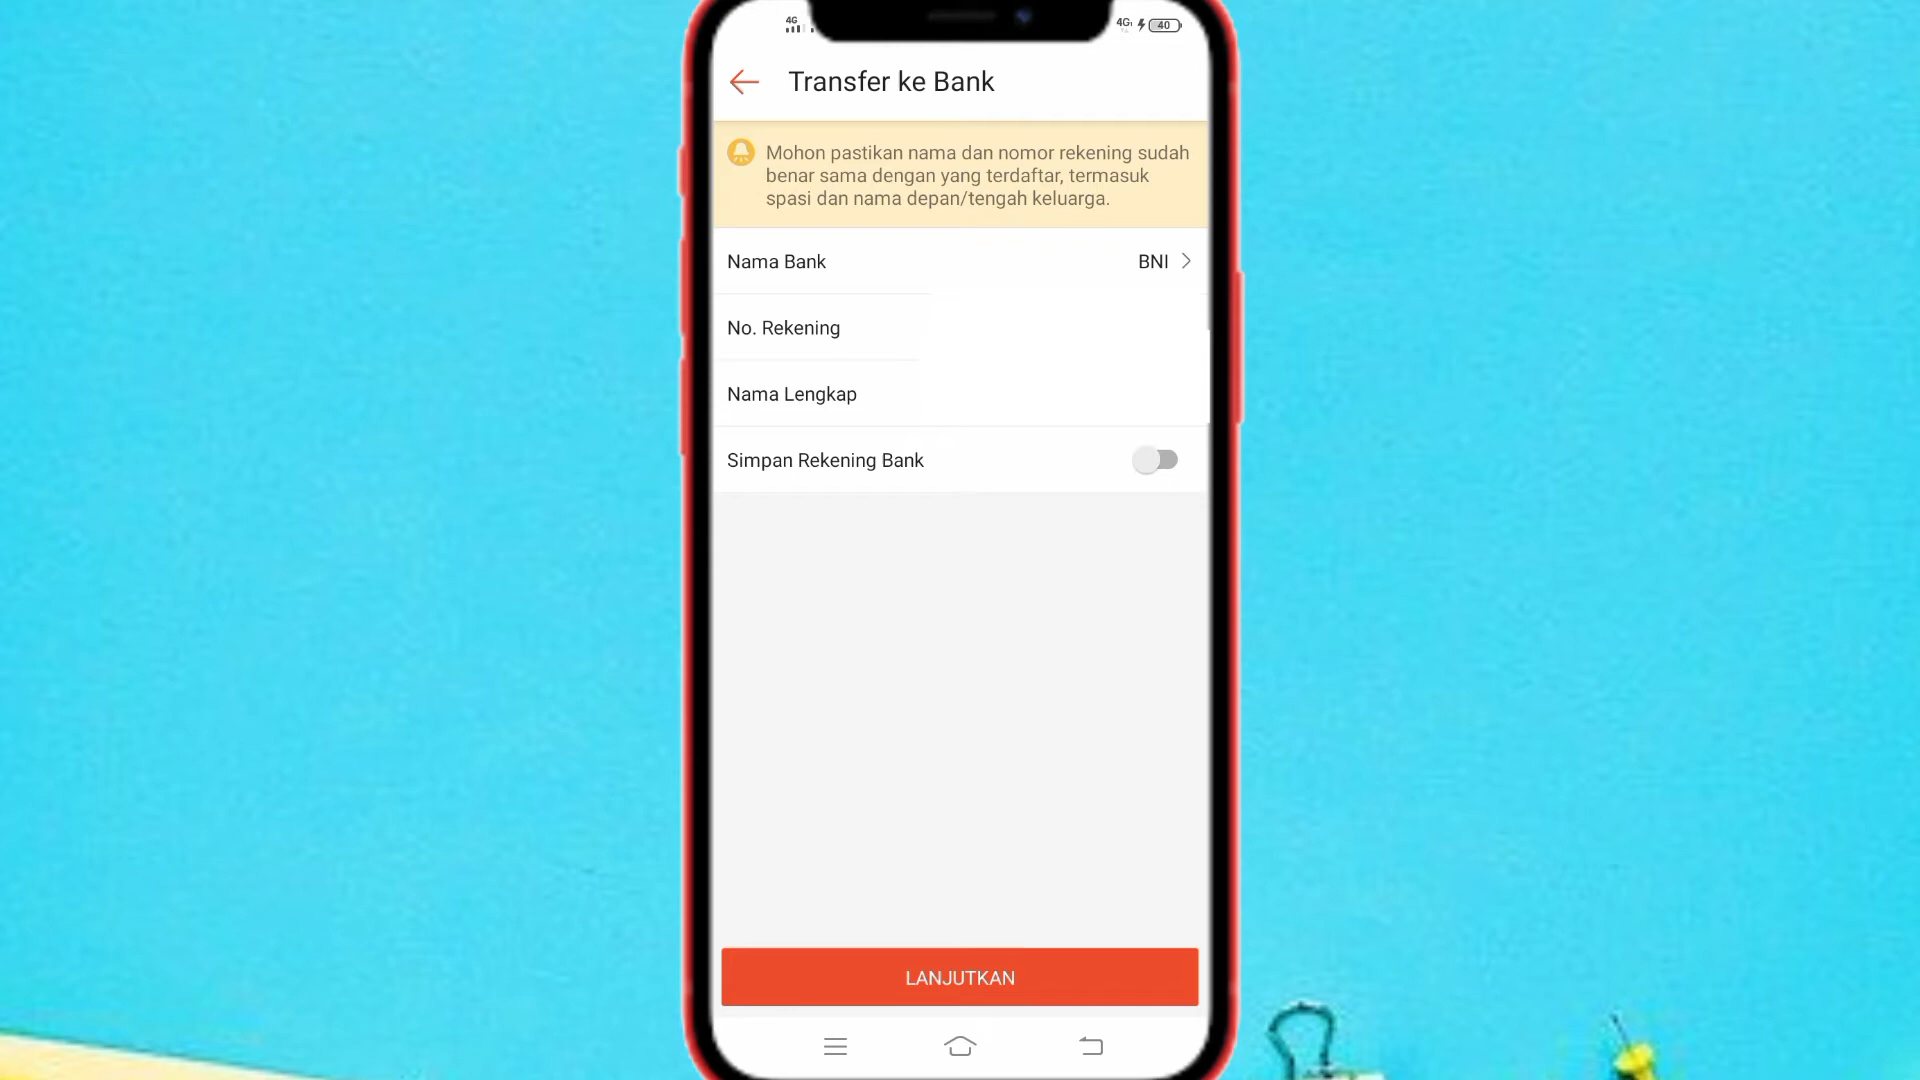 4G
4G
40
Transfer ke Bank
Mohon pastikan nama dan nomor rekening sudah
benar sama dengan yang terdaftar, termasuk
spasi dan nama depan/tengah keluarga.
Nama Bank
BNI
No. Rekening
Nama Lengkap
Simpan Rekening Bank
LANJUTKAN